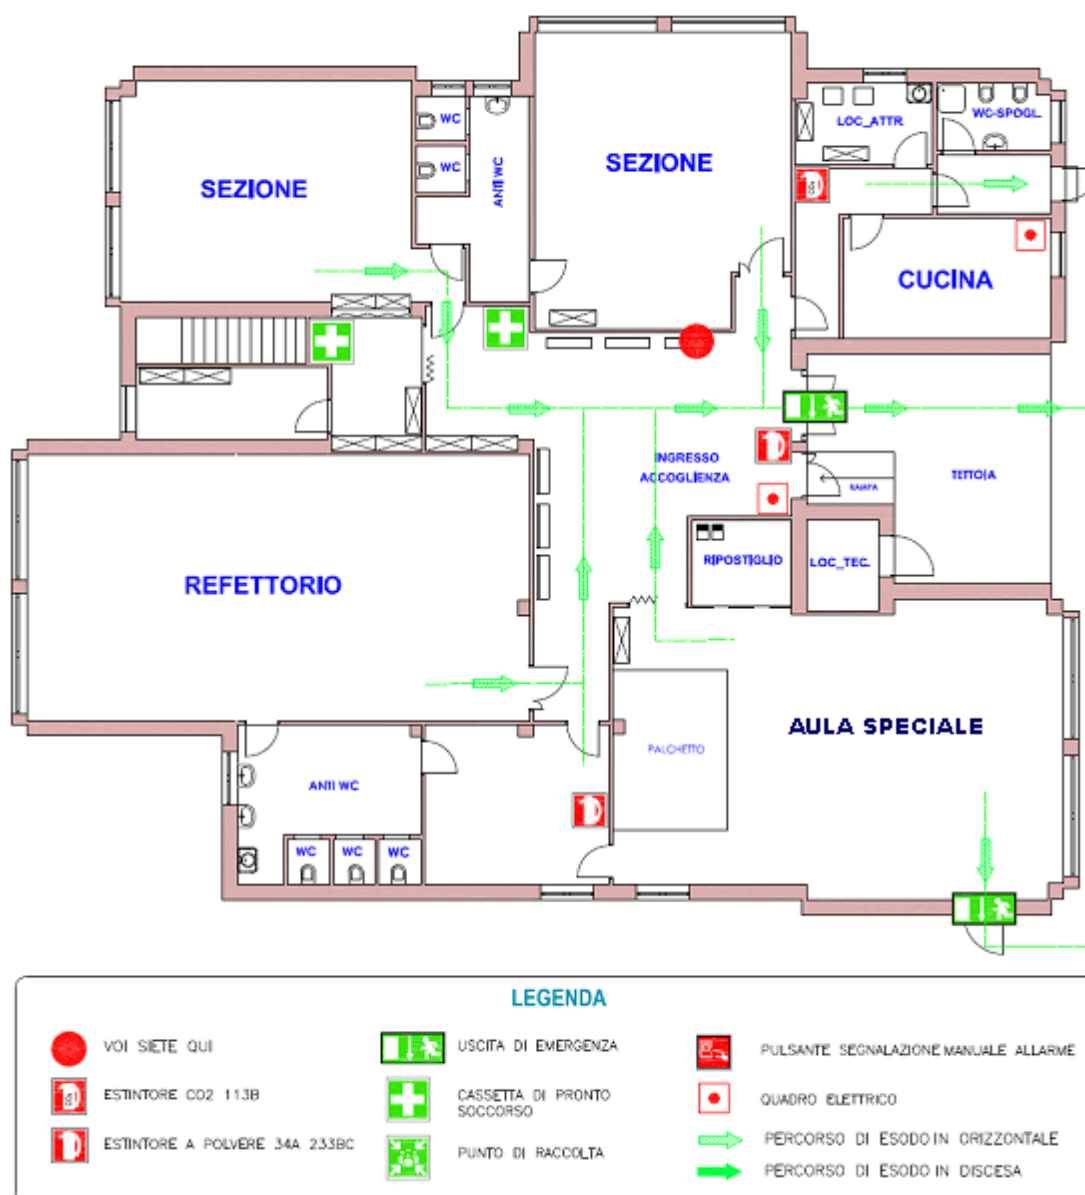 WC
WC
ANTI WC
SEZIONE
SEZIONE
LOC_ATTR.
WC-SPOGL.
CO2
CUCINA
INGRESSO
ACCOGLIENZA
RAMPA
TETTOIA
REFETTORIO
RIPOSTIGLIO
LOC_TEC.
AULA SPECIALE
PALCHETTO
ANTI WC
WC
WC
WC
LEGENDA
VOI SIETE QUI
USCITA DI EMERGENZA
PULSANTE SEGNALAZIONE MANUALE ALLARME
ESTINTORE CO2 113B
CASSETTA DI PRONTO
SOCCORSO
QUADRO ELETTRICO
ESTINTORE A POLVERE 34A 233BC
PUNTO DI RACCOLTA
PERCORSO DI ESODO IN ORIZZONTALE
PERCORSO DI ESODO IN DISCESA